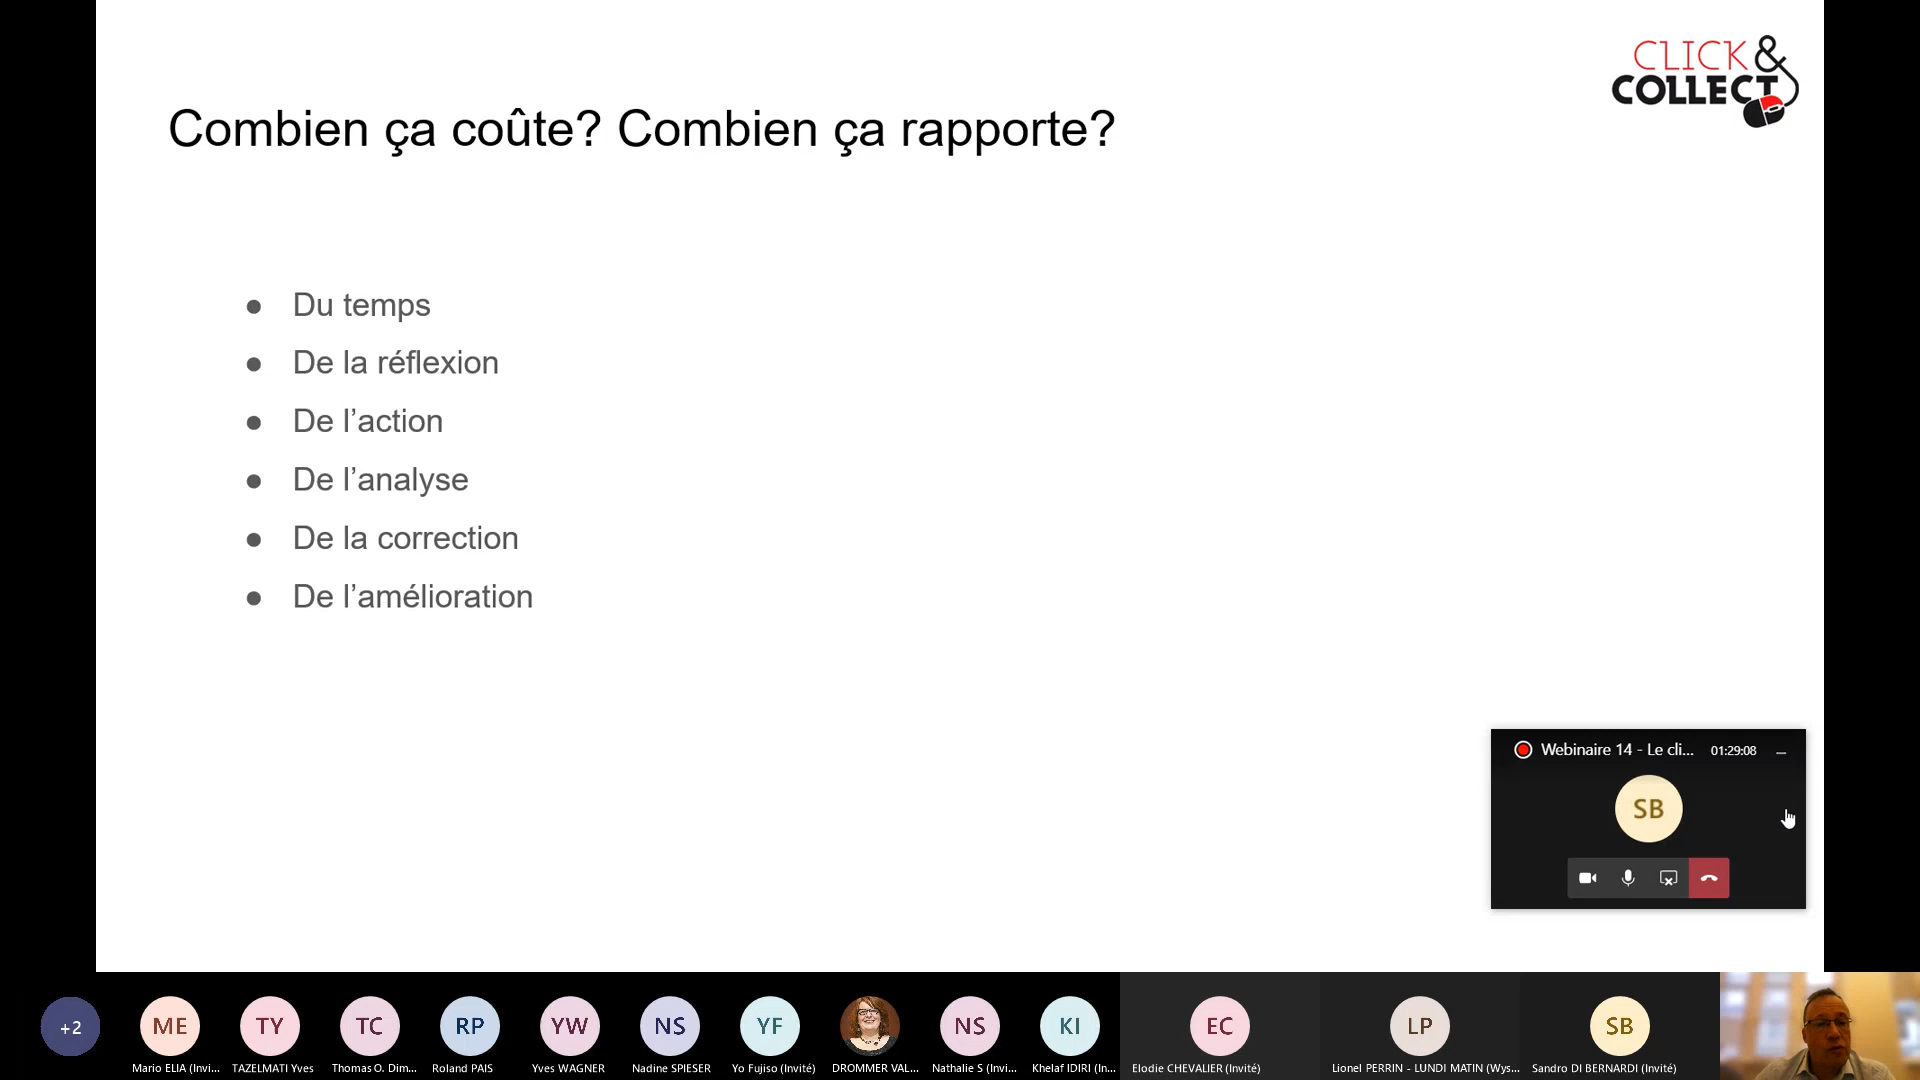 CLICK &
COLLECT
Combien ça coûte? Combien ça rapporte?
● Du temps
● De la réflexion
● De l’action
● De l’analyse
● De la correction
● De l’amélioration
Webinaire 14 - Le cli... 01:29:08
SB
+2 ME TY TC RP YW NS YF NS KI EC LP SB
Mario ELIA (Invi... TAZELMATI Yves Thomas O. Dim... Roland PAIS Yves WAGNER Nadine SPIESER Yo Fujiso (Invité) DROMMER VAL... Nathalie S (Invi... Khelaf IDIRI (In... Elodie CHEVALIER (Invité) Lionel PERRIN - LUNDI MATIN (Wys... Sandro DI BERNARDI (Invité)